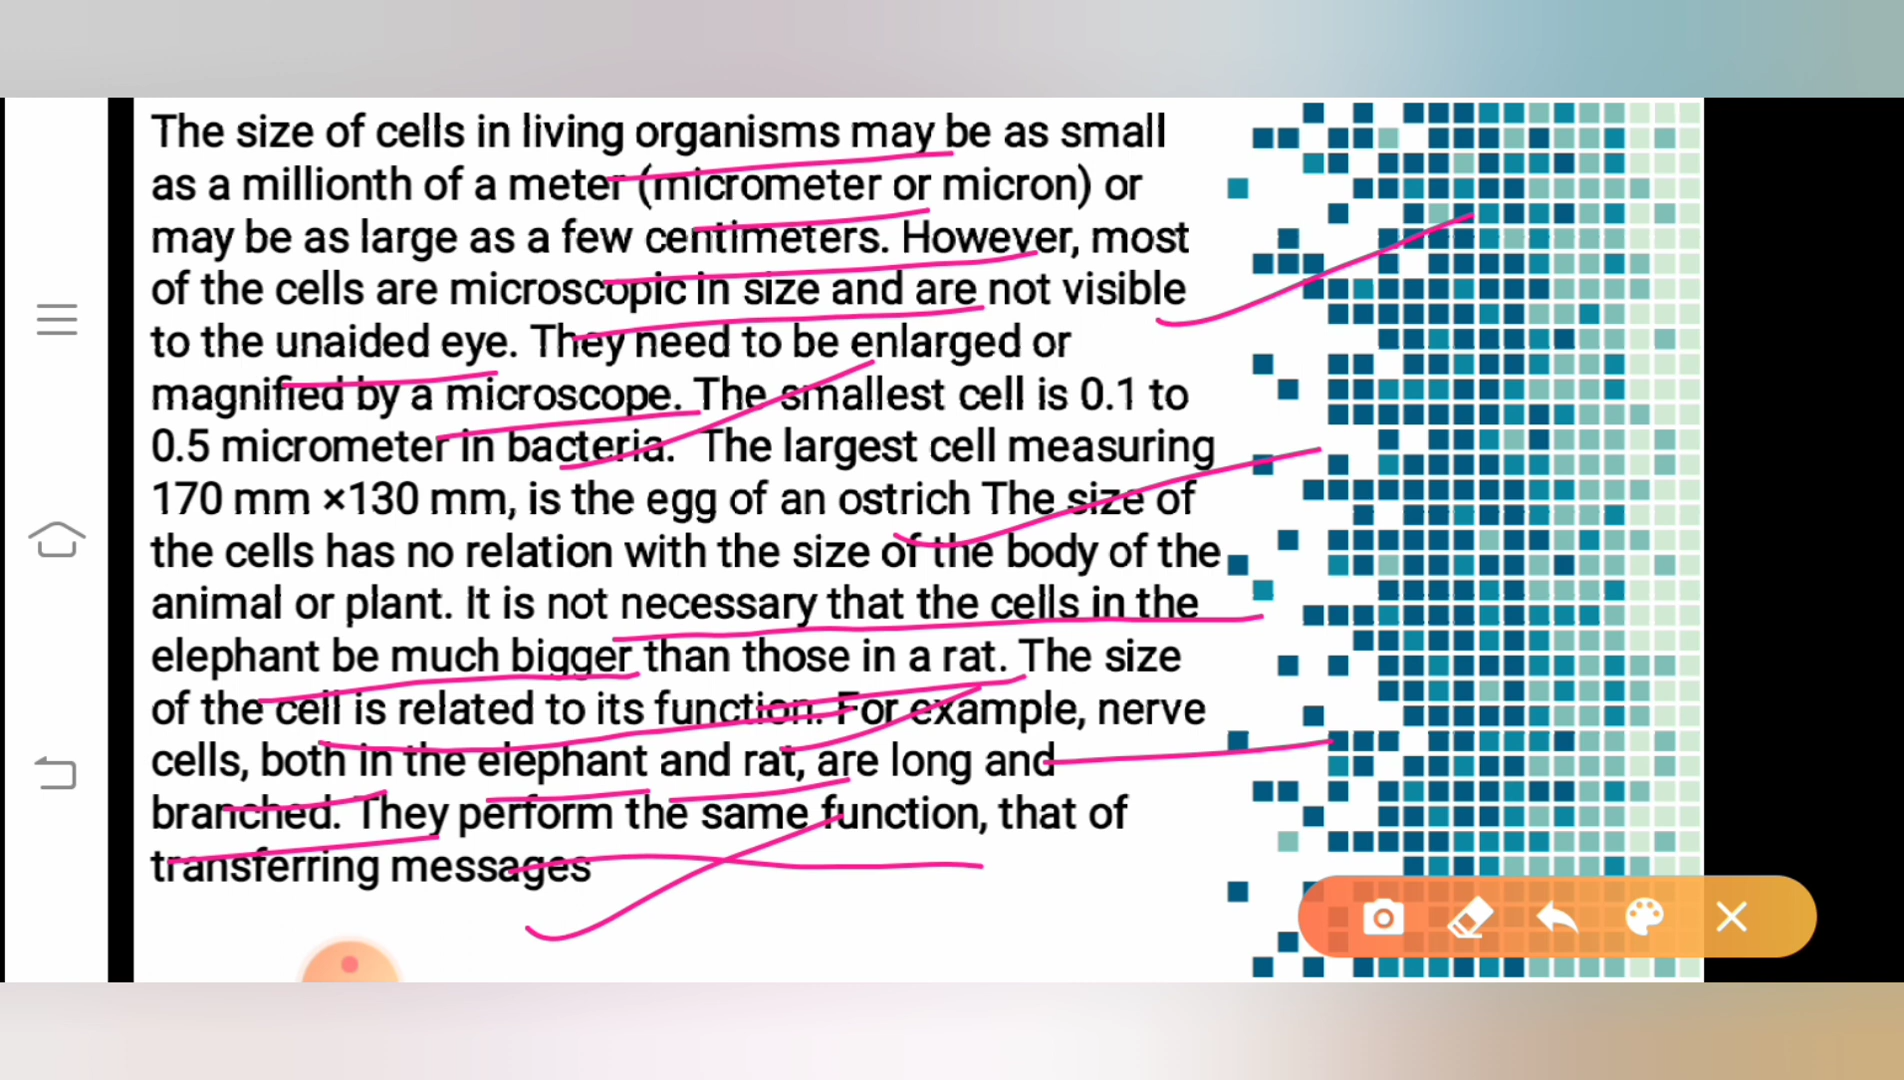 The size of cells in living organisms may be as small
as a millionth of a meter (micrometer or micron) or
may be as large as a few centimeters. However, most
of the cells are microscopic in size and are not visible
to the unaided eye. They need to be enlarged or
magnified by a microscope. The smallest cell is 0.1 to
0.5 micrometer in bacteria. The largest cell measuring
170 mm ×130 mm, is the egg of an ostrich The size of
the cells has no relation with the size of the body of the
animal or plant. It is not necessary that the cells in the
elephant be much bigger than those in a rat. The size
of the cell is related to its function. For example, nerve
cells, both in the elephant and rat, are long and
branched. They perform the same function, that of
transferring messages